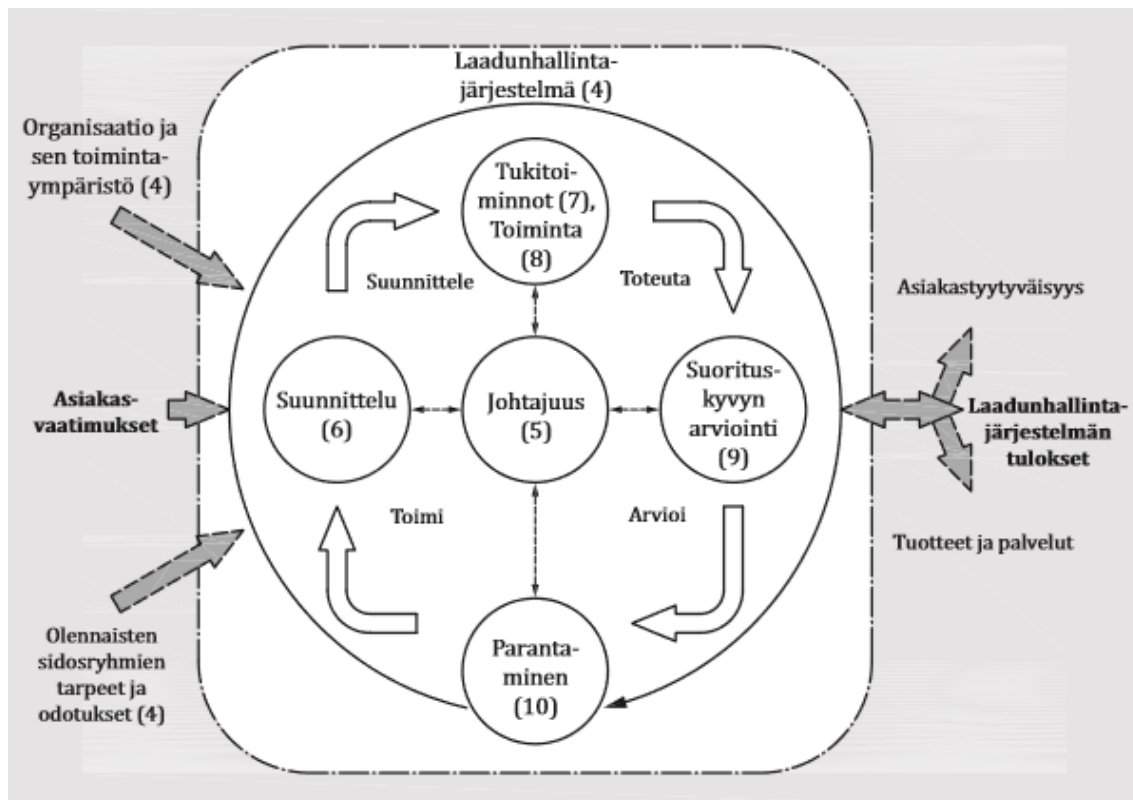 Laadunhallinta-
järjestelmä (4)
Organisaatio ja
sen toiminta-
ympäristö (4)
Tukitoi-
minnot (7),
Toiminta
(8)
Suunnittele
Toteuta
Asiakastyytyväisyys
Asiakas-
vaatimukset
Suunnittelu
(6)
Johtajuus
(5)
Suoritus-
kyvyn
arviointi
(9)
Laadunhallinta-
järjestelmän
tulokset
Toimi
Arvioi
Tuotteet ja palvelut
Olennaisten
sidosryhmien
tarpeet ja
odotukset (4)
Paranta-
minen
(10)